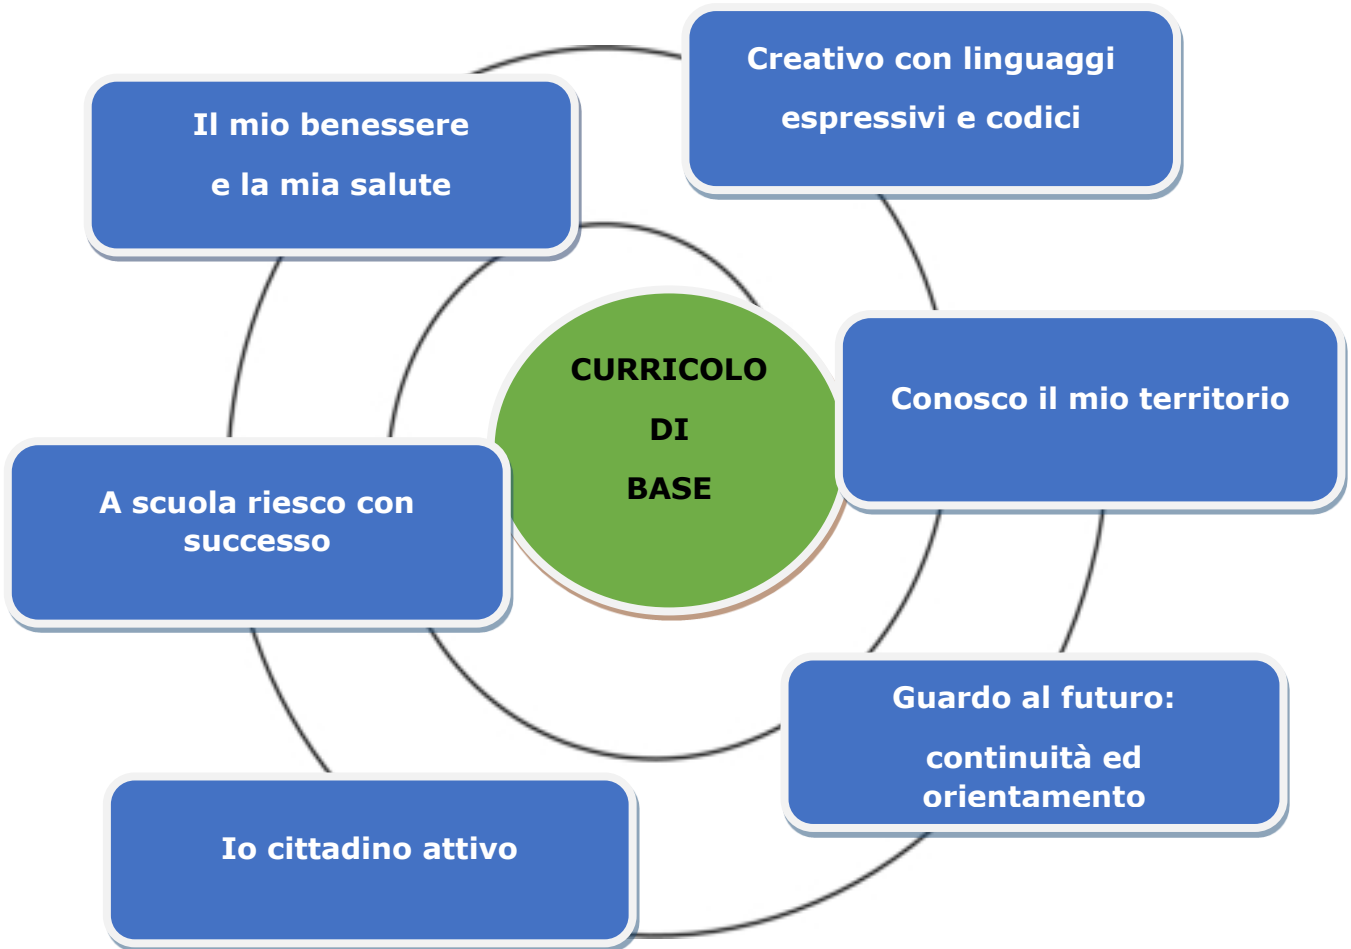 Creativo con linguaggi
espressivi e codici
Il mio benessere
e la mia salute
CURRICOLO
DI
BASE
Conosco il mio territorio
A scuola riesco con
successo
Guardo al futuro:
continuità ed
orientamento
Io cittadino attivo